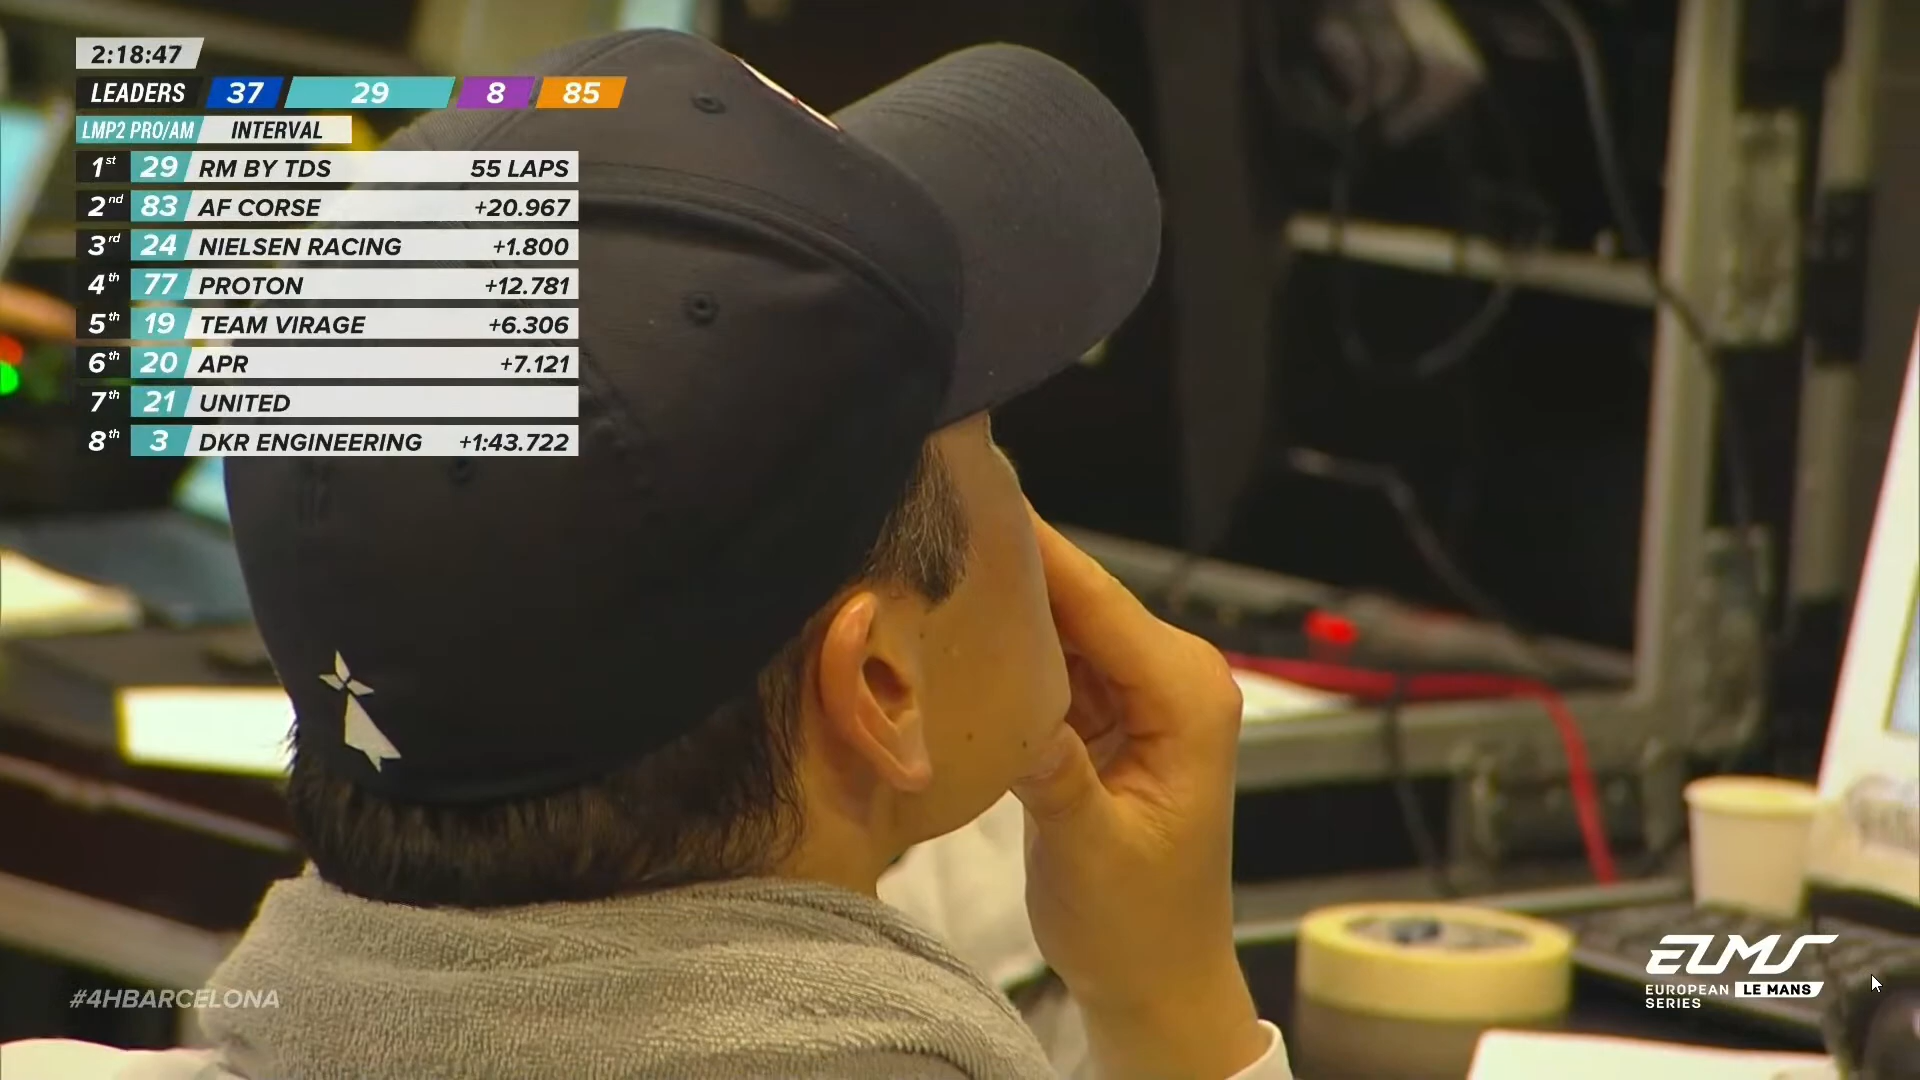 2:18:47
LEADERS 37 29 8 85
LMP2 PRO/AM INTERVAL
1st 29 RM BY TDS 55 LAPS
2nd 83 AF CORSE +20.967
3rd 24 NIELSEN RACING +1.800
4th 77 PROTON +12.781
5th 19 TEAM VIRAGE +6.306
6th 20 APR +7.121
7th 21 UNITED
8th 3 DKR ENGINEERING +1:43.722
#4HBARCELONA
ELMS
EUROPEAN LE MANS
SERIES